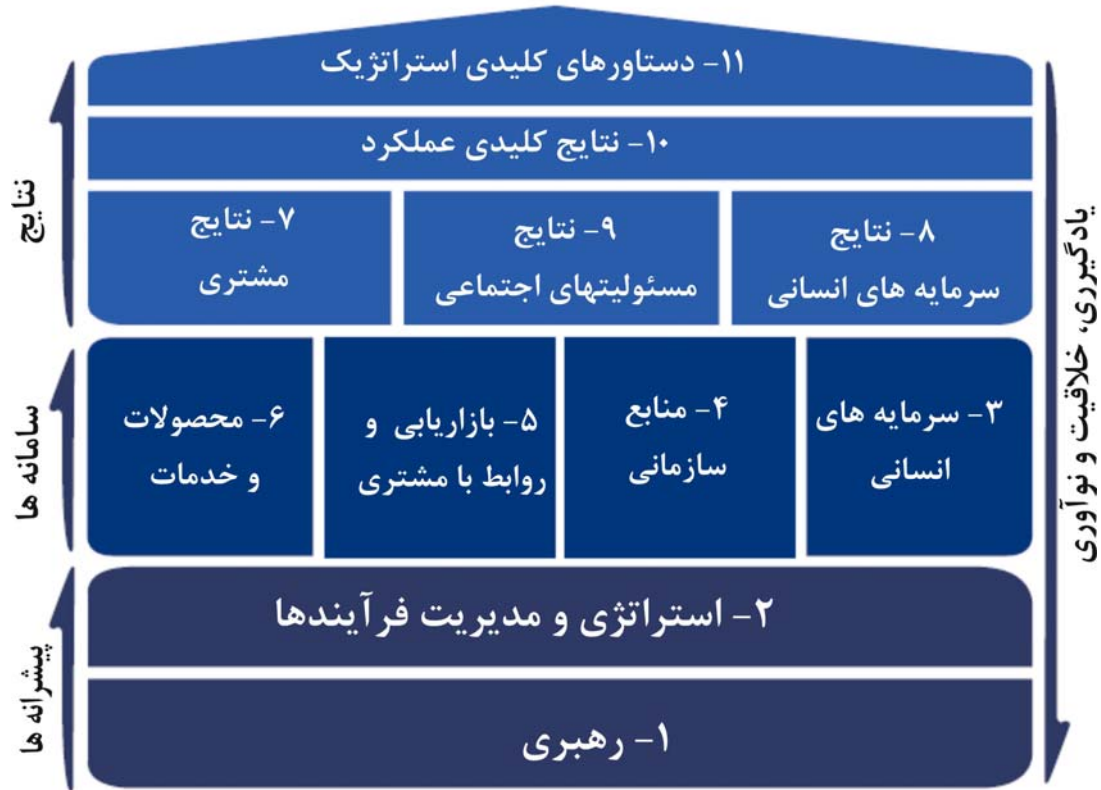 ۱۱- دستاورهای کلیدی استراتژیک
۱۰- نتایج کلیدی عملکرد
۸- نتایج
سرمایه های انسانی
۹- نتایج
مسئولیتهای اجتماعی
۷- نتایج
مشتری
۳- سرمایه های
انسانی
۴- منابع
سازمانی
۵- بازاریابی و
روابط با مشتری
۶- محصولات
و خدمات
۲- استراتژی و مدیریت فرآیندها
۱- رهبری
یادگیرری، خلاقیت و نوآوری
نتایج
سامانه ها
پیشرانه ها